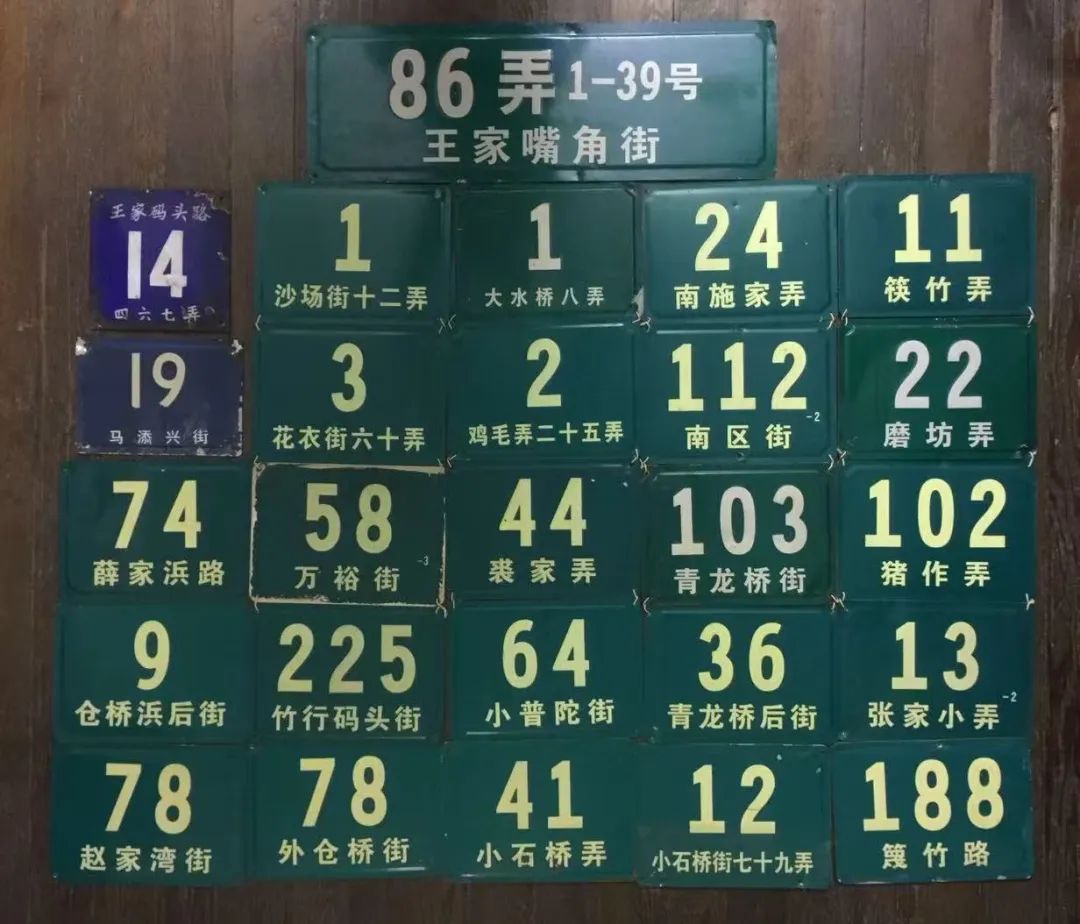 86弄1-39号
王家嘴角街
王家码头路
14
四六七弄
1
沙场街十二弄
1
大水桥八弄
24
南施家弄
11
筷竹弄
19
马添兴街
3
花衣街六十弄
2
鸡毛弄二十五弄
112-2
南区街
22
磨坊弄
74
薛家浜路
58-3
万裕街
44
裘家弄
103
青龙桥街
102
猪作弄
9
仓桥浜后街
225
竹行码头街
64
小普陀街
36
青龙桥后街
13-2
张家小弄
78
赵家湾街
78
外仓桥街
41
小石桥弄
12
小石桥街七十九弄
188
篾竹路